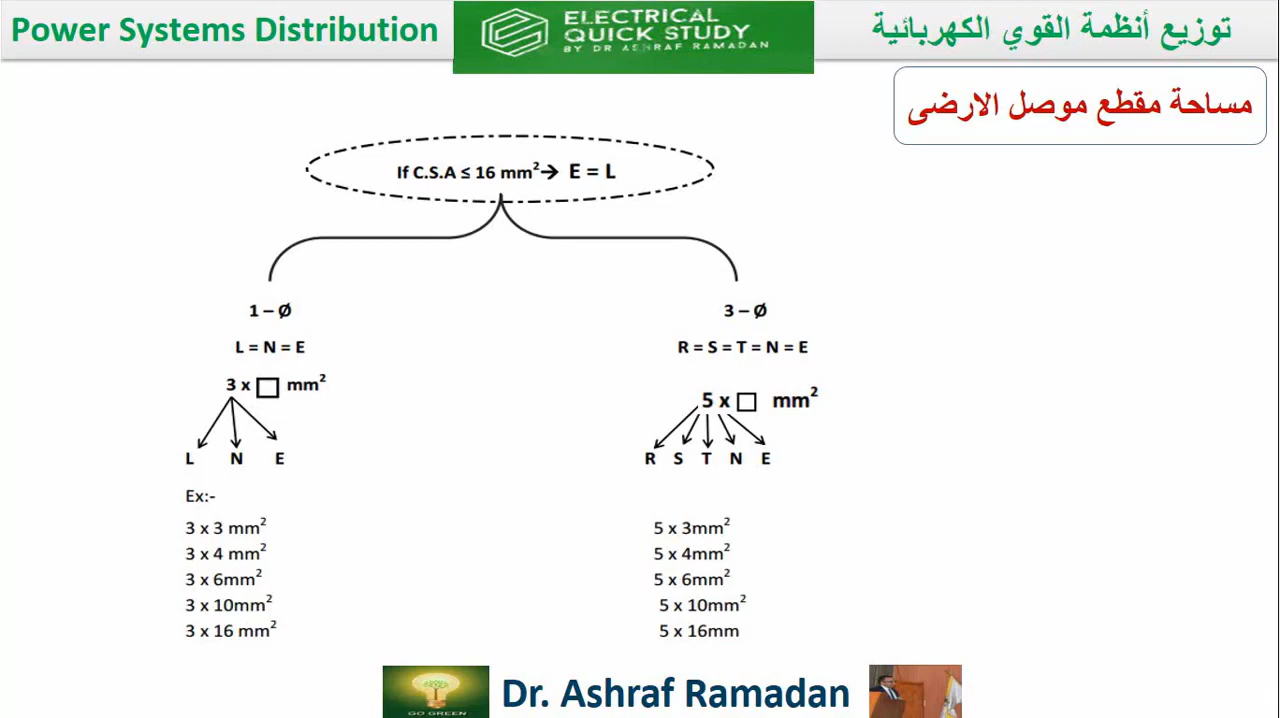 Power Systems Distribution
ELECTRICAL
QUICK STUDY
BY DR ASHRAF RAMADAN
توزيع أنظمة القوي الكهربائية
مساحة مقطع موصل الارضى
If C.S.A ≤ 16 mm² → E = L
1 – Ø
L = N = E
3 x □ mm²
L N E
Ex:-
3 x 3 mm²
3 x 4 mm²
3 x 6mm²
3 x 10mm²
3 x 16 mm²
3 – Ø
R = S = T = N = E
5 x □ mm²
R S T N E
5 x 3mm²
5 x 4mm²
5 x 6mm²
5 x 10mm²
5 x 16mm
GO GREEN
Dr. Ashraf Ramadan